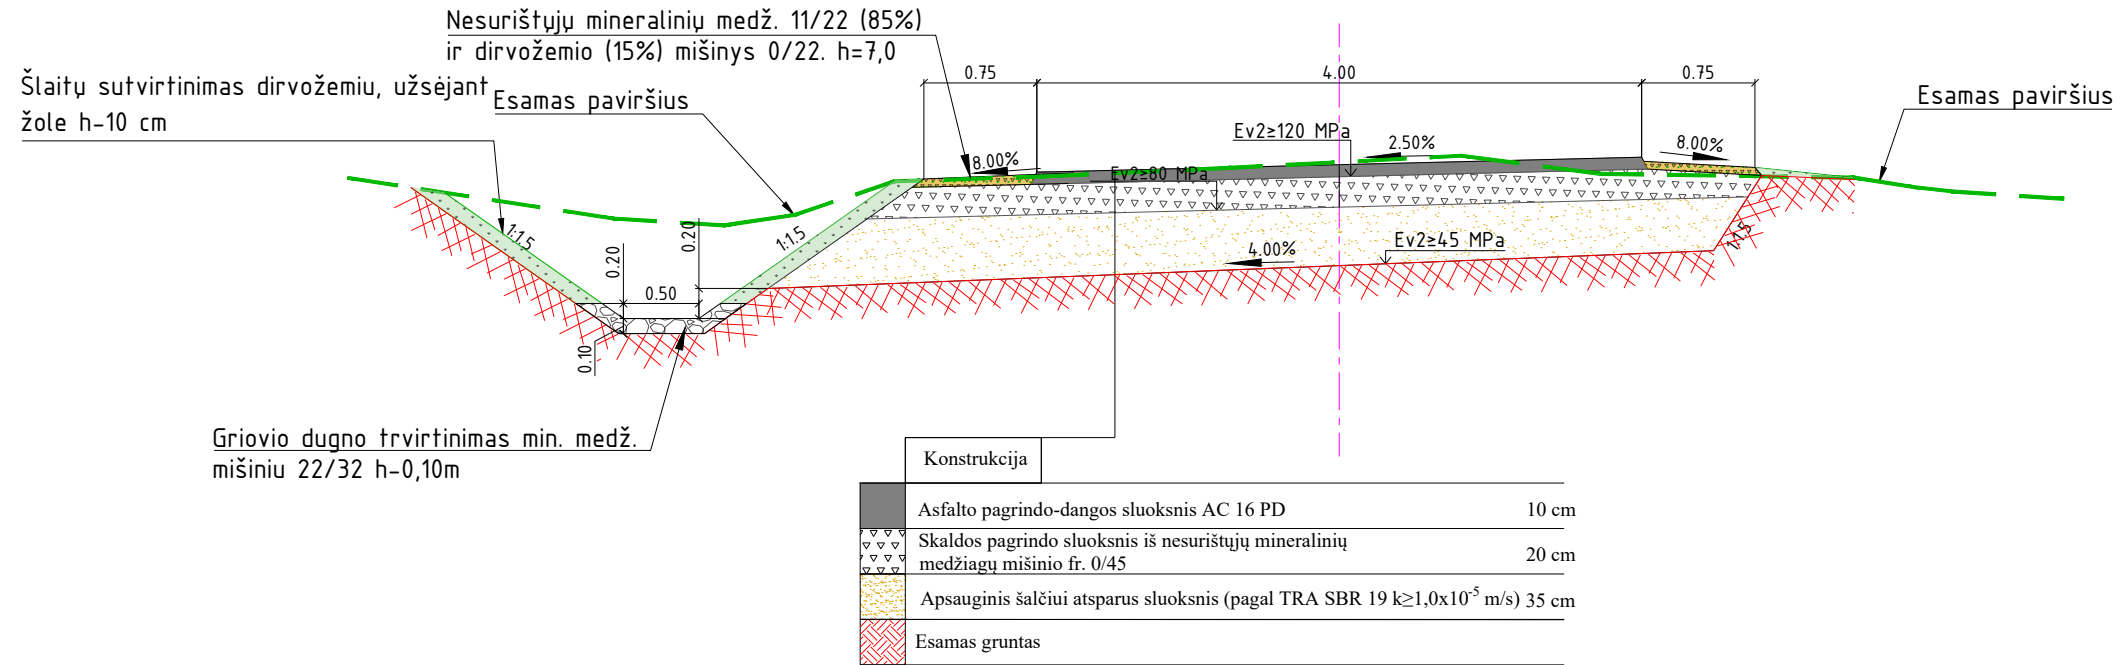 Nesurištųjų mineralinių medž. 11/22 (85%)
ir dirvožemio (15%) mišinys 0/22. h=7,0
Šlaitų sutvirtinimas dirvožemiu, užsėjant
žole h-10 cm
Esamas paviršius
0.75
4.00
0.75
Esamas paviršius
Ev2≥120 MPa
2.50%
8.00%
8.00%
Ev2≥80 MPa
1:1.5
1:1.5
0.20
0.20
0.50
0.10
4.00%
Ev2≥45 MPa
1:1.5
Griovio dugno trvirtinimas min. medž.
mišiniu 22/32 h-0,10m
Konstrukcija
Asfalto pagrindo-dangos sluoksnis AC 16 PD 10 cm
Skaldos pagrindo sluoksnis iš nesurištųjų mineralinių
medžiagų mišinio fr. 0/45 20 cm
Apsauginis šalčiui atsparus sluoksnis (pagal TRA SBR 19 k≥1,0x10⁻⁵ m/s) 35 cm
Esamas gruntas